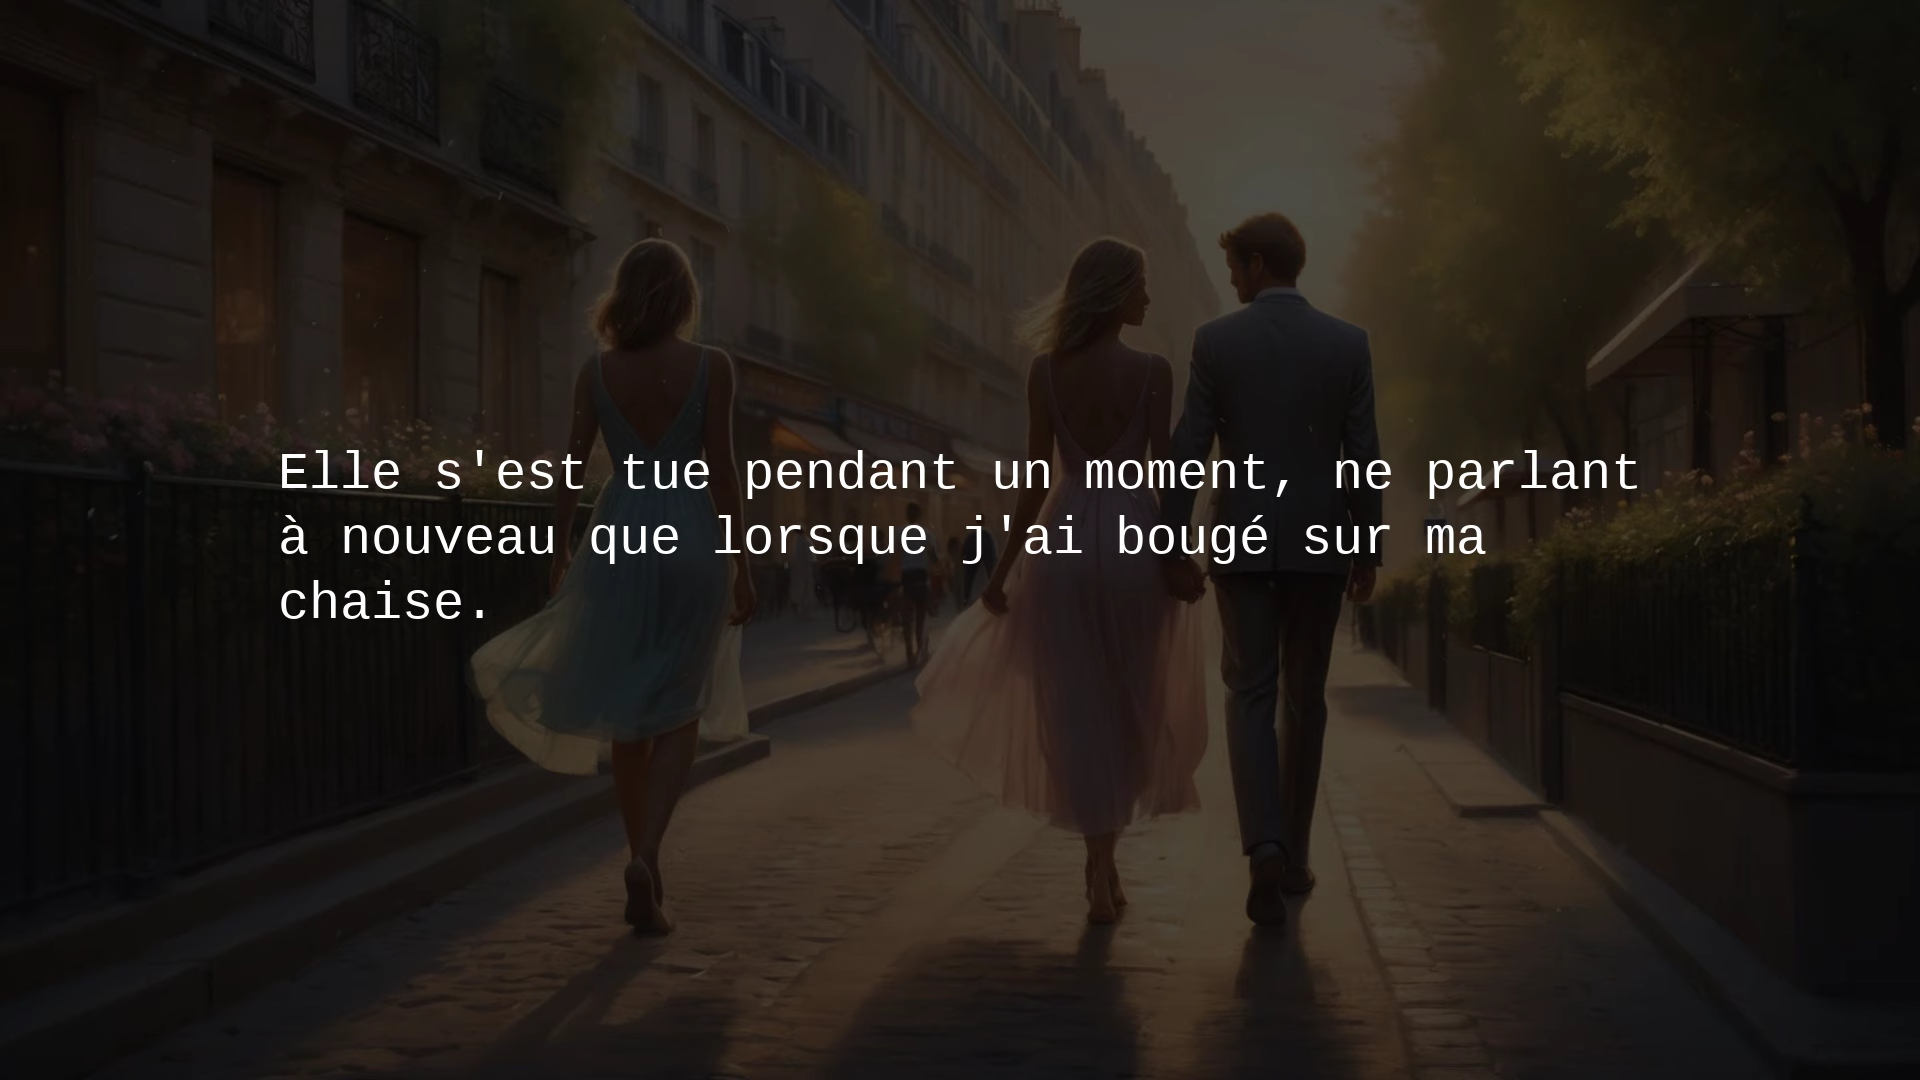 Elle s'est tue pendant un moment, ne parlant
à nouveau que lorsque j'ai bougé sur ma
chaise.